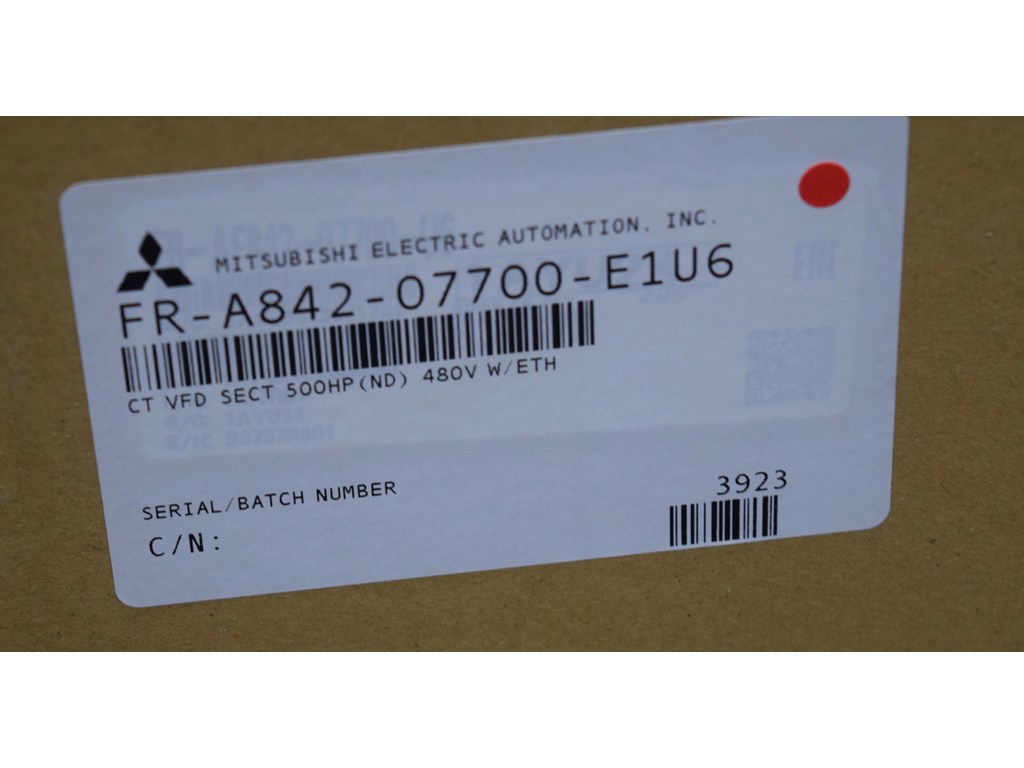 MITSUBISHI ELECTRIC AUTOMATION, INC.
FR-A842-07700-E1U6
CT VFD SECT 500HP(ND) 480V W/ETH
SERIAL/BATCH NUMBER
3923
C/N: